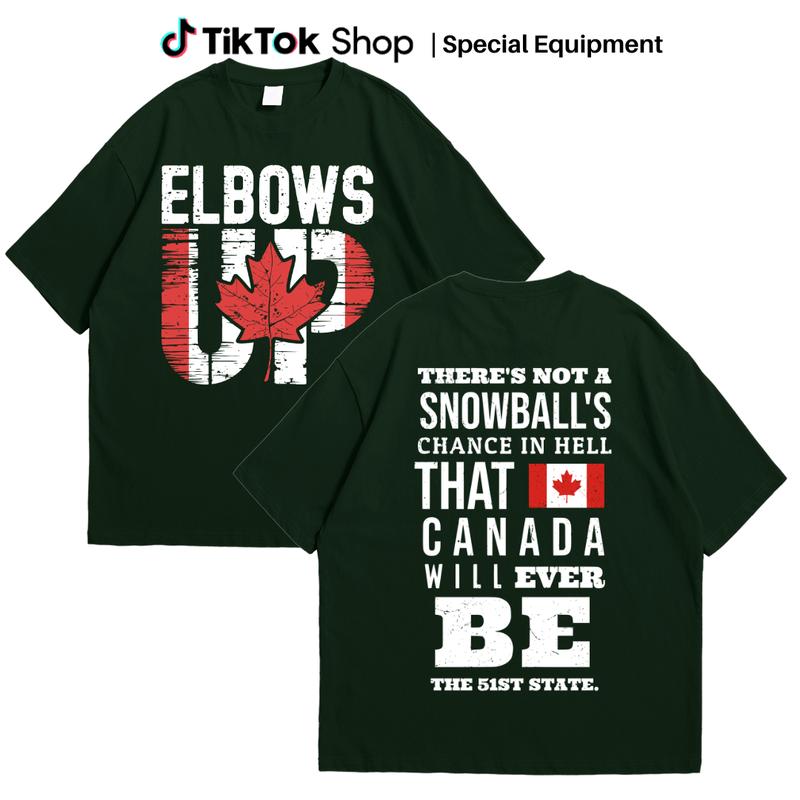 TikTok Shop | Special Equipment
ELBOWS
UP
THERE'S NOT A
SNOWBALL'S
CHANCE IN HELL
THAT
CANADA
WILL EVER
BE
THE 51ST STATE.